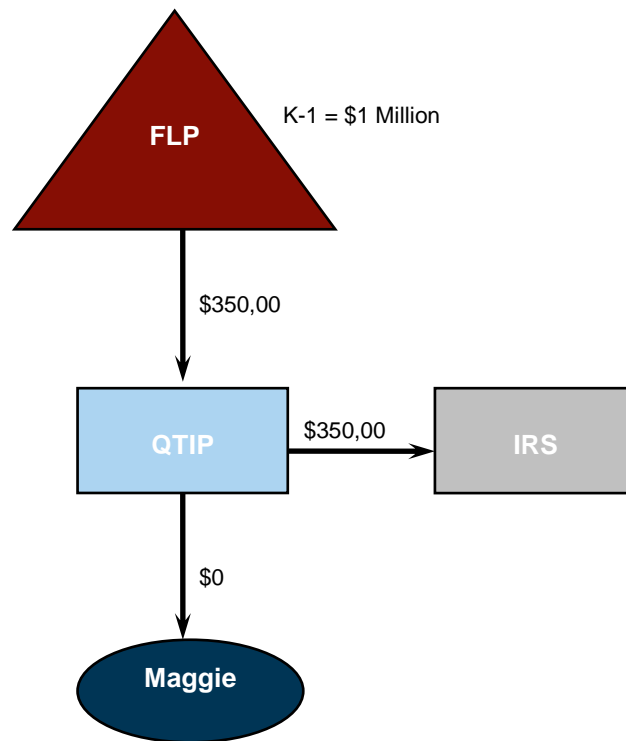 FLP
K-1 = $1 Million
$350,00
QTIP
$350,00
IRS
$0
Maggie